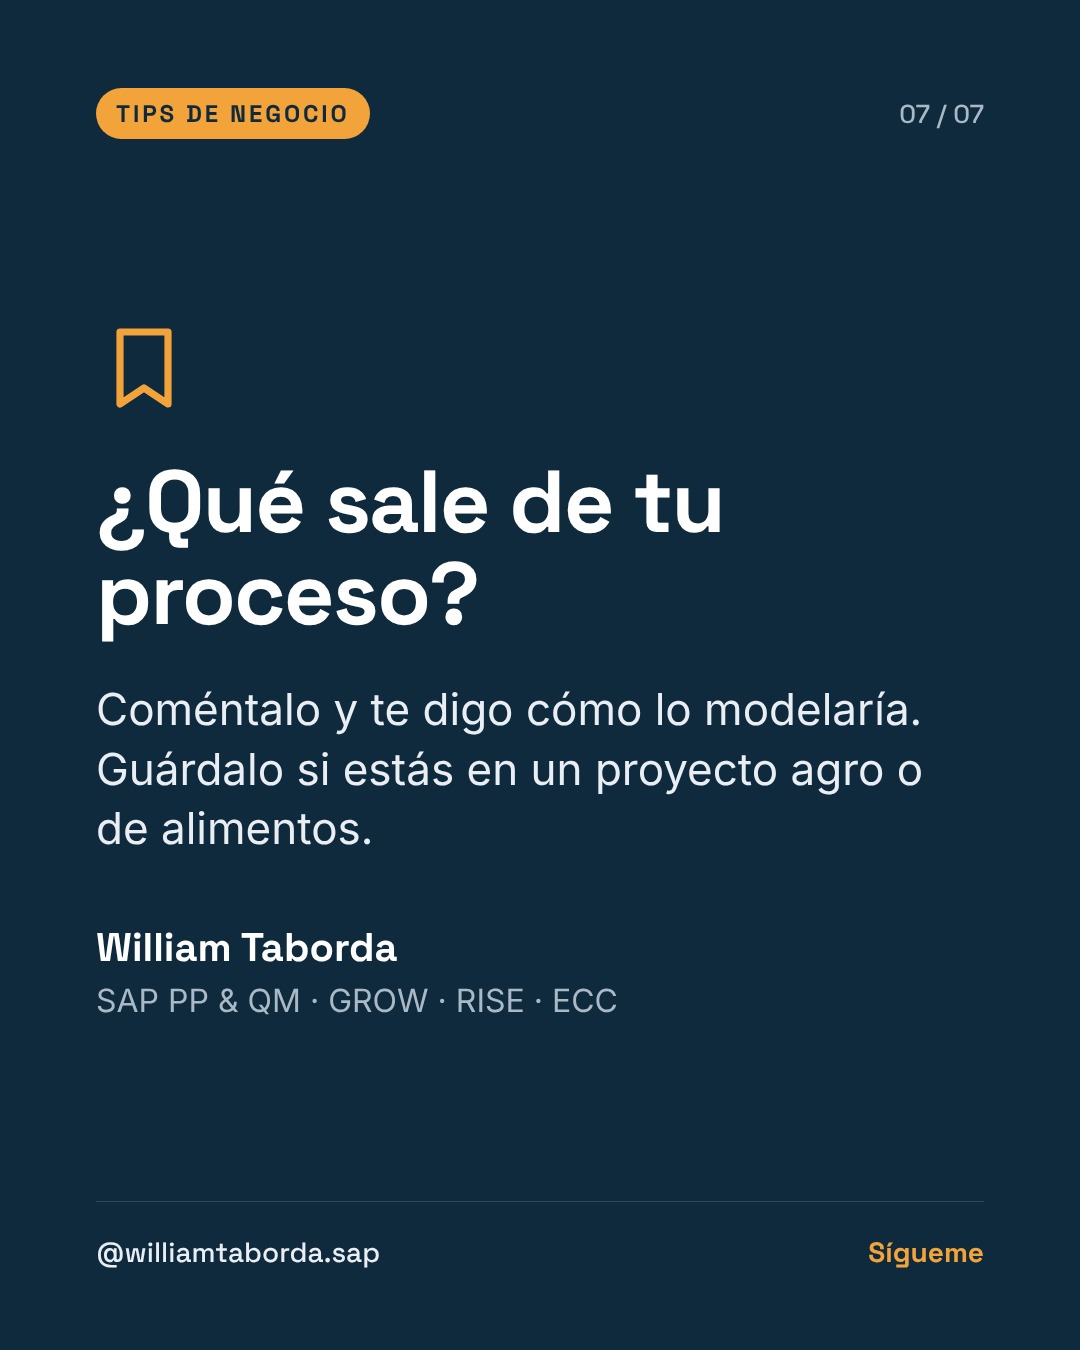 TIPS DE NEGOCIO
07 / 07
¿Qué sale de tu
proceso?
Coméntalo y te digo cómo lo modelaría.
Guárdalo si estás en un proyecto agro o
de alimentos.
William Taborda
SAP PP & QM · GROW · RISE · ECC
@williamtaborda.sap
Sígueme